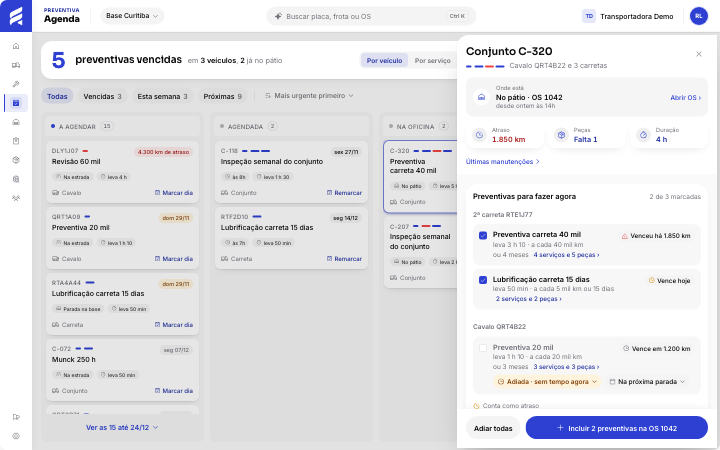 PREVENTIVA
Agenda
Base Curitiba
Buscar placa, frota ou OS
Ctrl K
TD
Transportadora Demo
RL
5 preventivas vencidas
em 3 veículos, 2 já no pátio
Por veículo
Por serviço
Todas
Vencidas 3
Esta semana 3
Próximas 9
Mais urgente primeiro
A AGENDAR 15
DLY1J07
4.300 km de atraso
Revisão 60 mil
Na estrada
leva 4 h
Cavalo
Marcar dia
QRT1A09
dom 29/11
Preventiva 20 mil
Na estrada
leva 1 h 10
Cavalo
Marcar dia
RTA4A44
dom 29/11
Lubrificação carreta 15 dias
Parada na base
leva 50 min
Carreta
Marcar dia
C-072
seg 07/12
Munck 250 h
Na estrada
leva 50 min
Conjunto
Marcar dia
Ver as 15 até 24/12
AGENDADA 2
C-118
sex 27/11
Inspeção semanal do conjunto
às 8h
leva 1 h 30
Conjunto
Remarcar
RTF2D10
seg 14/12
Lubrificação carreta 15 dias
às 7h
leva 50 min
Carreta
Remarcar
NA OFICINA 2
C-320
Preventiva
carreta 40 mil
No pátio
Conjunto
C-207
Inspeção semanal
do conjunto
No pátio
Conjunto
Conjunto C-320
Cavalo QRT4B22 e 3 carretas
Onde está
No pátio · OS 1042
desde ontem às 14h
Abrir OS ›
Atraso
1.850 km
Peças
Falta 1
Duração
4 h
Últimas manutenções ›
Preventivas para fazer agora
2 de 3 marcadas
2ª carreta RTE1J77
Preventiva carreta 40 mil
Venceu há 1.850 km
leva 3 h 10 · a cada 40 mil km
ou 4 meses
4 serviços e 5 peças ›
Lubrificação carreta 15 dias
Vence hoje
leva 50 min · a cada 5 mil km ou 15 dias
2 serviços e 2 peças ›
Cavalo QRT4B22
Preventiva 20 mil
Vence em 1.200 km
leva 1 h 10 · a cada 20 mil km
ou 3 meses
3 serviços e 8 peças ›
Adiada · sem tempo agora
Na próxima parada
Conta como atraso
Adiar todas
Incluir 2 preventivas na OS 1042